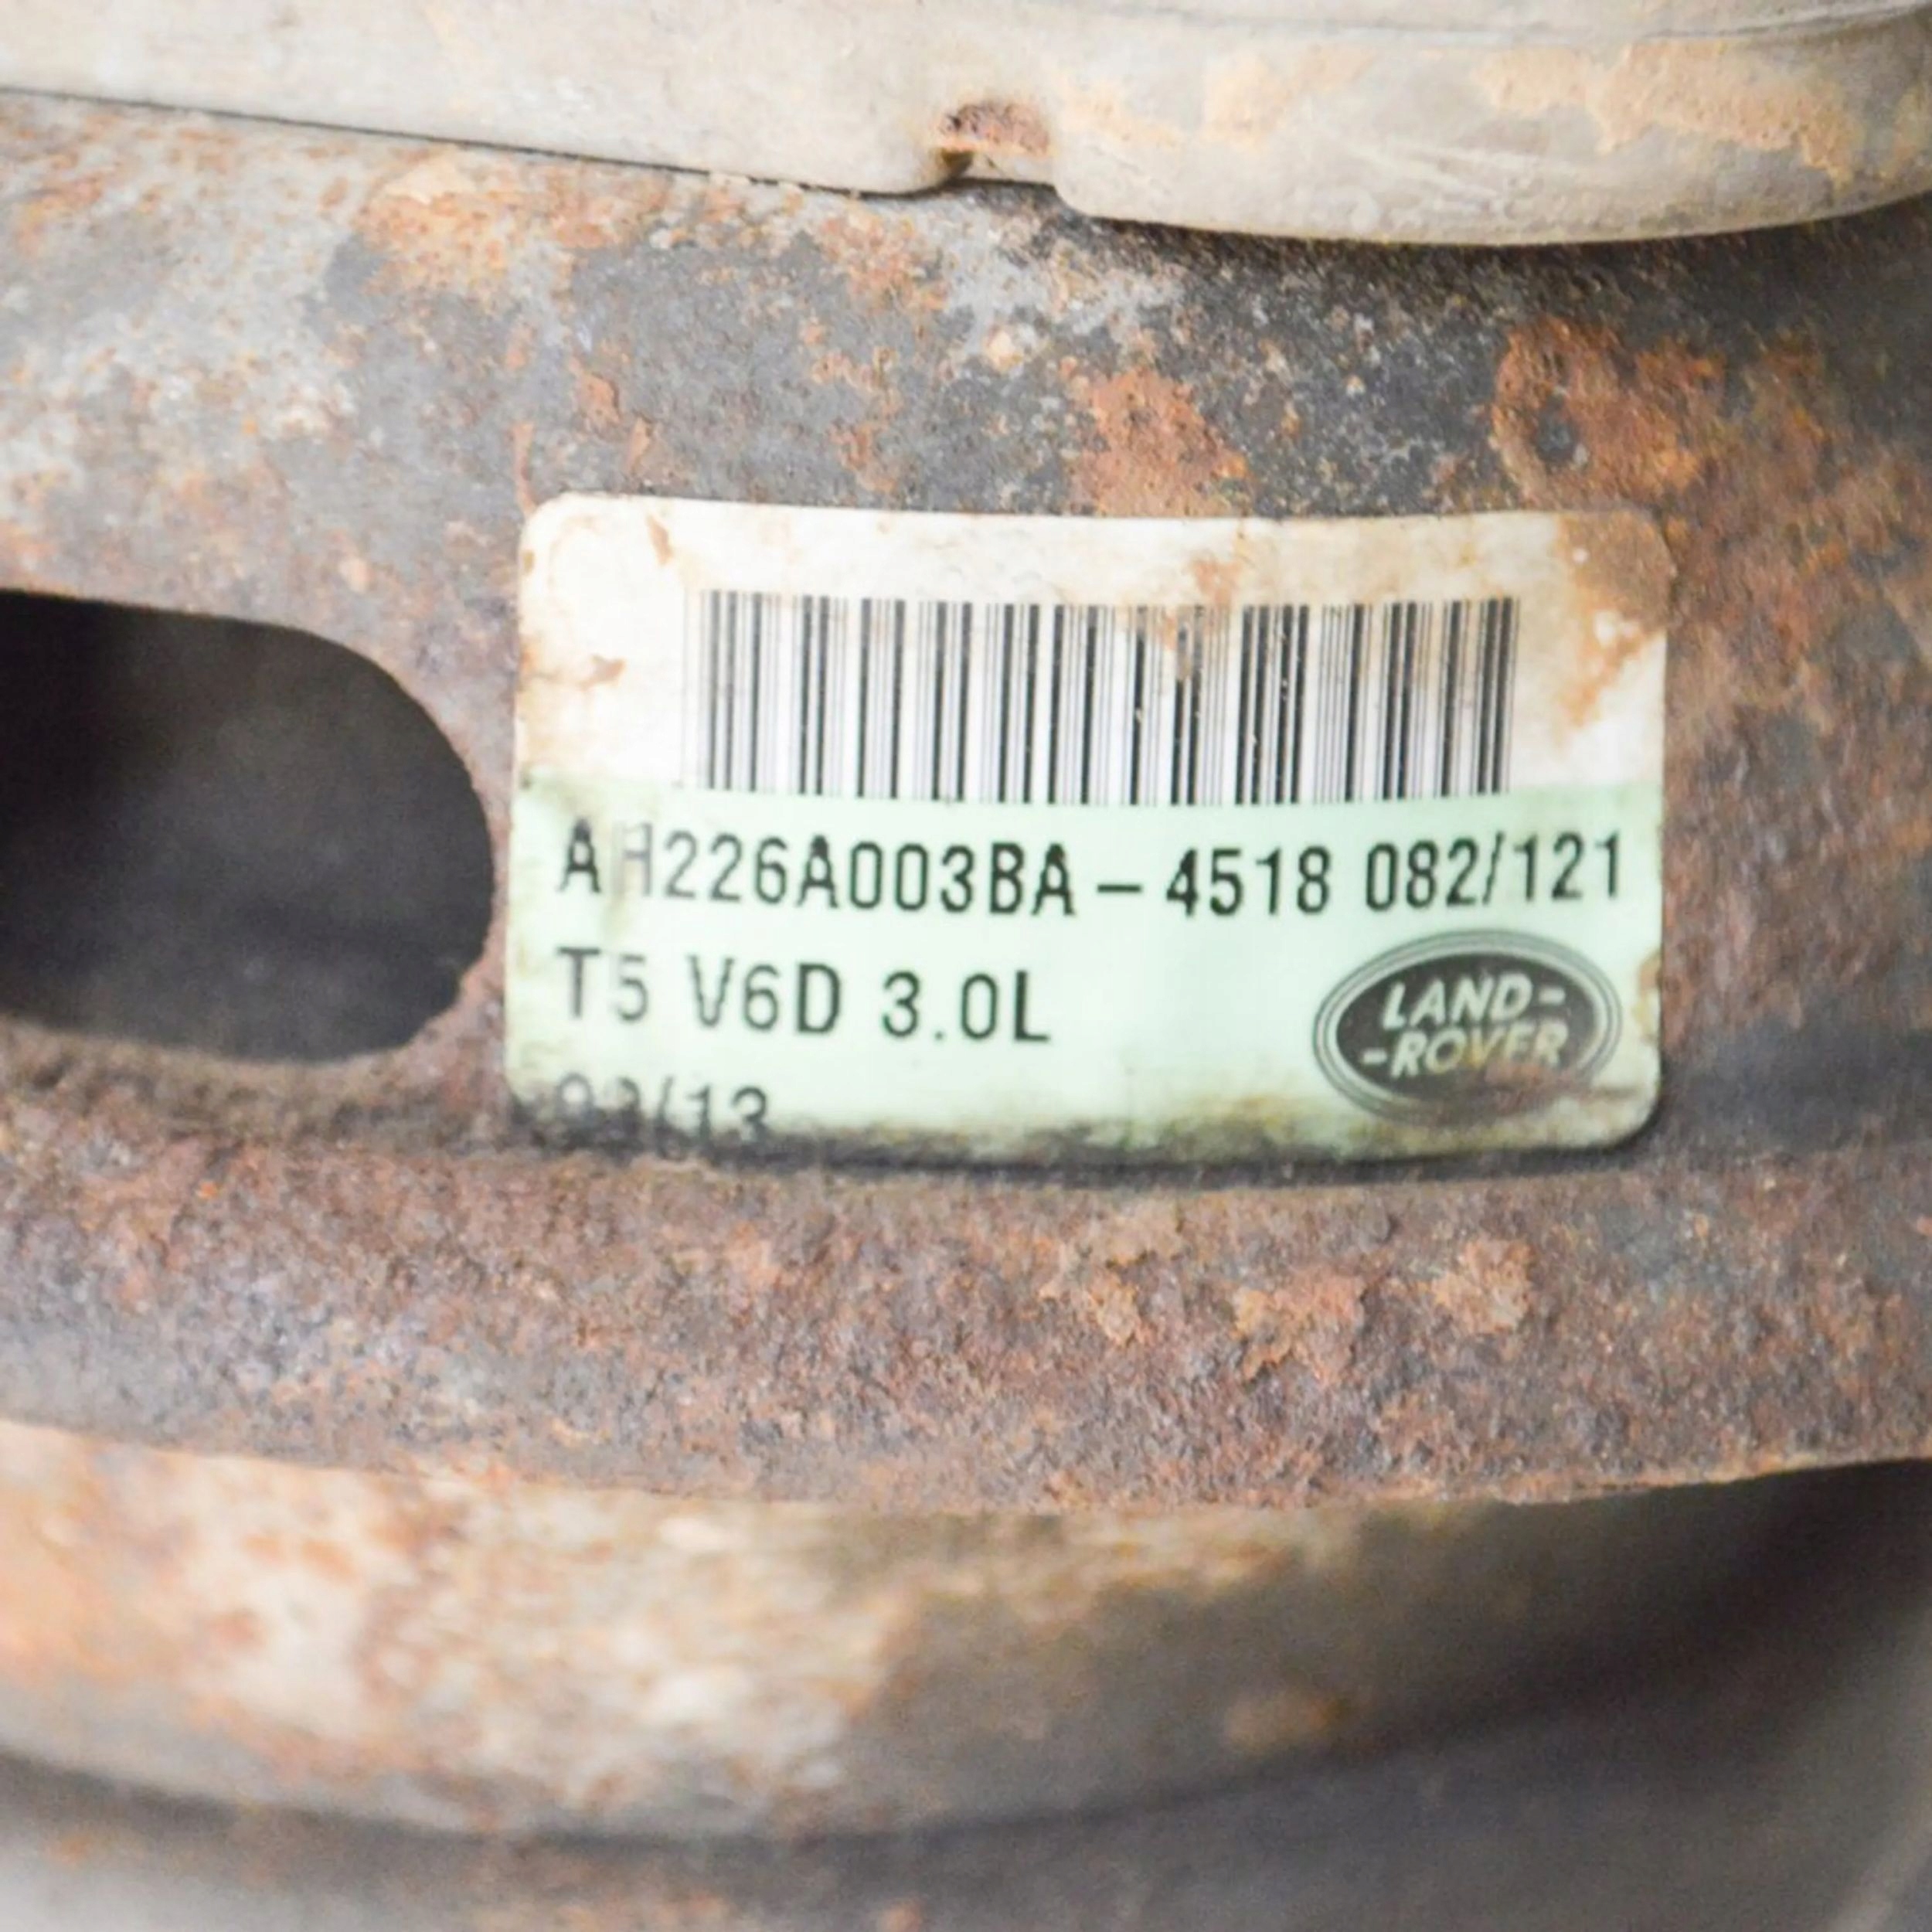 AH226A003BA – 4518 082/121
T5 V6D 3.0L
LAND-
-ROVER